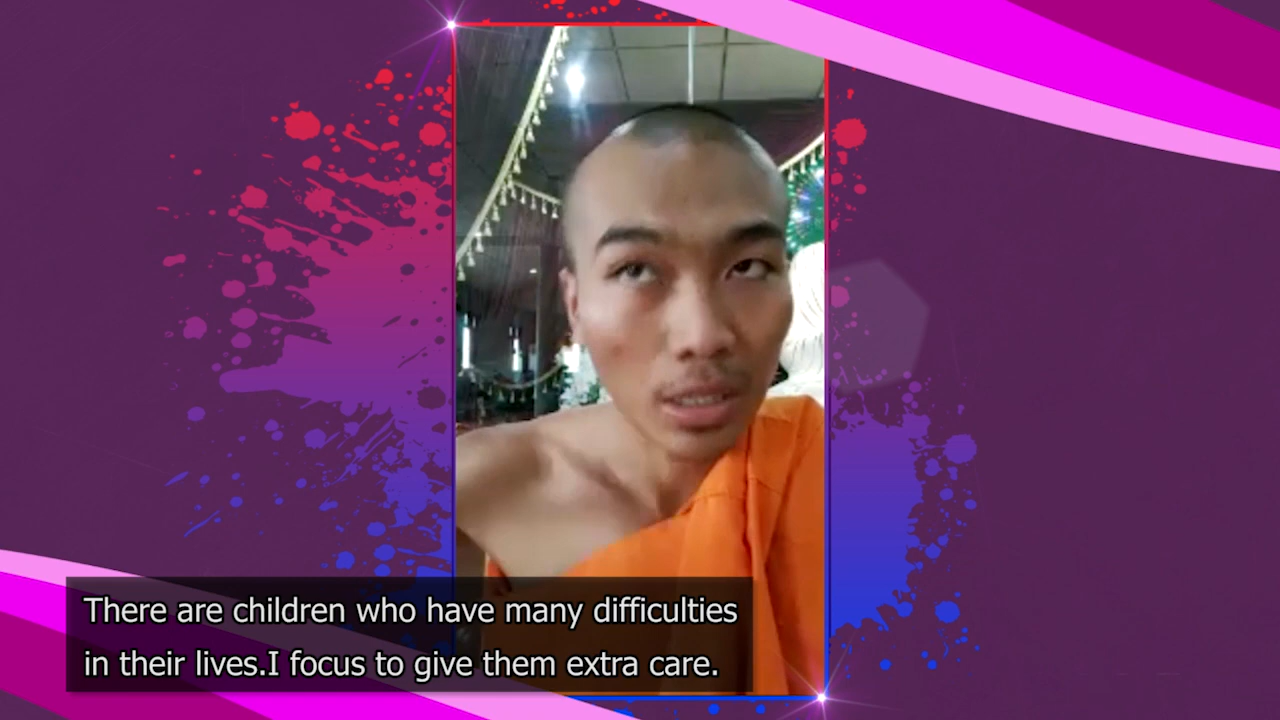 There are children who have many difficulties
in their lives.I focus to give them extra care.